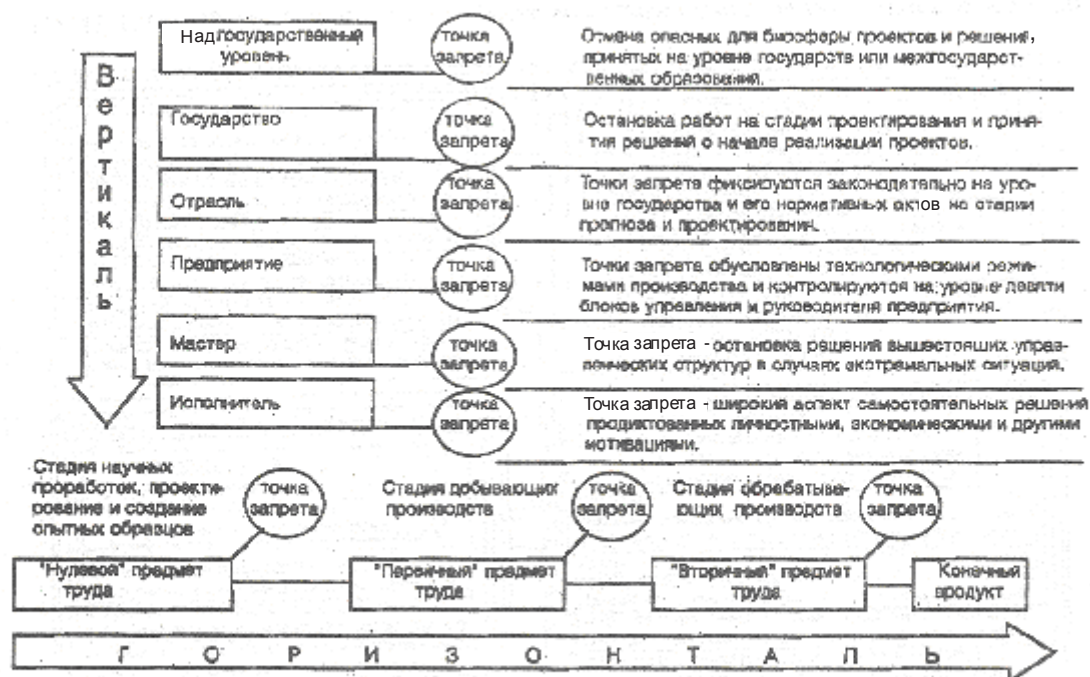 Вертикаль
Надгосударственный
уровень
точка
запрета
Отмена опасных для биосферы проектов и решений,
принятых на уровне государств или межгосударст-
венных образований.
Государство
точка
запрета
Остановка работ на стадии проектирования и приня-
тия решений о начале реализации проектов.
Отрасль
точка
запрета
Точки запрета фиксируются законодательно на уро-
вне государства и его нормативных актов на стадии
прогноза и проектирования.
Предприятие
точка
запрета
Точки запрета обусловлены технологическими режи-
мами производства и контролируются на уровне девяти
блоков управления и руководителя предприятия.
Мастер
точка
запрета
Точка запрета - остановка решений вышестоящих управ-
ленческих структур в случаях экстремальных ситуаций.
Исполнитель
точка
запрета
Точка запрета - широкий аспект самостоятельных решений
продиктованных личностными, экономическими и другими
мотивациями.
Стадия научных
проработок, проекти-
рование и создание
опытных образцов
точка
запрета
Стадия добывающих
производств
точка
запрета
Стадия обрабатыва-
ющих производств
точка
запрета
"Нулевой" предмет
труда
"Первичный" предмет
труда
"Вторичный" предмет
труда
Конечный
продукт
ГОРИЗОНТАЛЬ